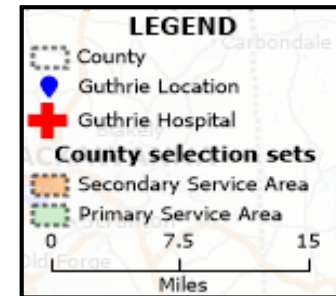 LEGEND
Carbondale
County
Guthrie Location
Guthrie Hospital
Blakely
County selection sets
Secondary Service Area
Primary Service Area
0 7.5 15
Old Forge
Miles